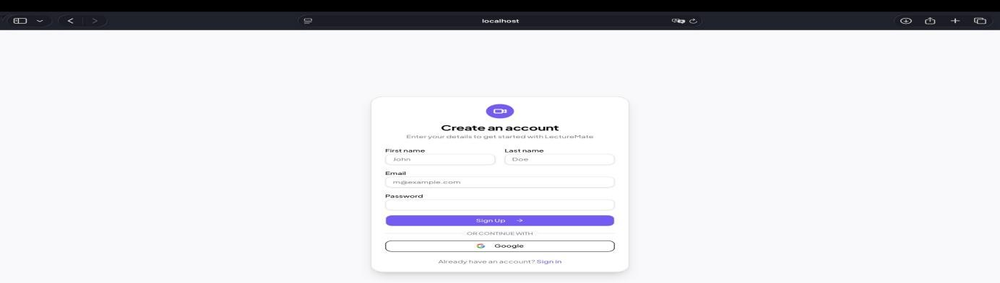 localhost
Create an account
Enter your details to get started with LectureMate
First name Last name
John Doe
Email
m@example.com
Password
Sign Up →
OR CONTINUE WITH
Google
Already have an account? Sign in